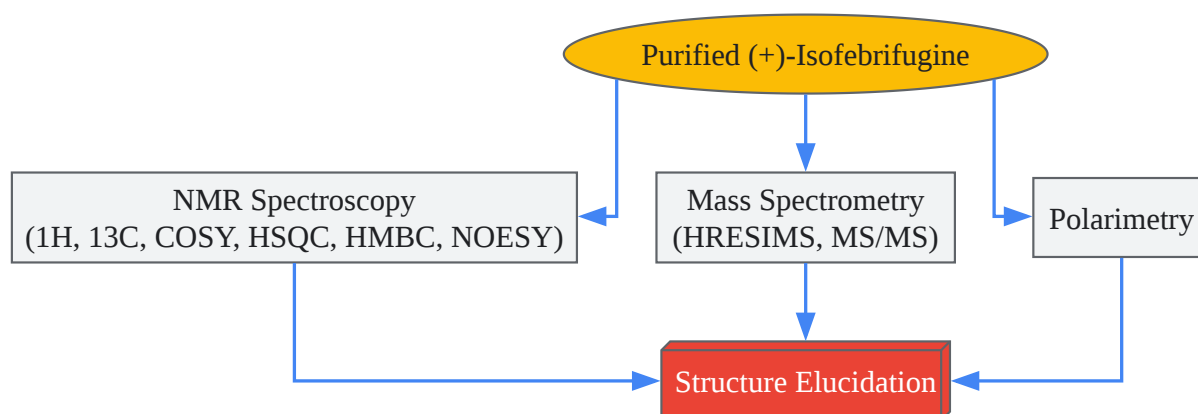 Purified (+)-Isofebrifugine
NMR Spectroscopy
(1H, 13C, COSY, HSQC, HMBC, NOESY)
Mass Spectrometry
(HRESIMS, MS/MS)
Polarimetry
Structure Elucidation